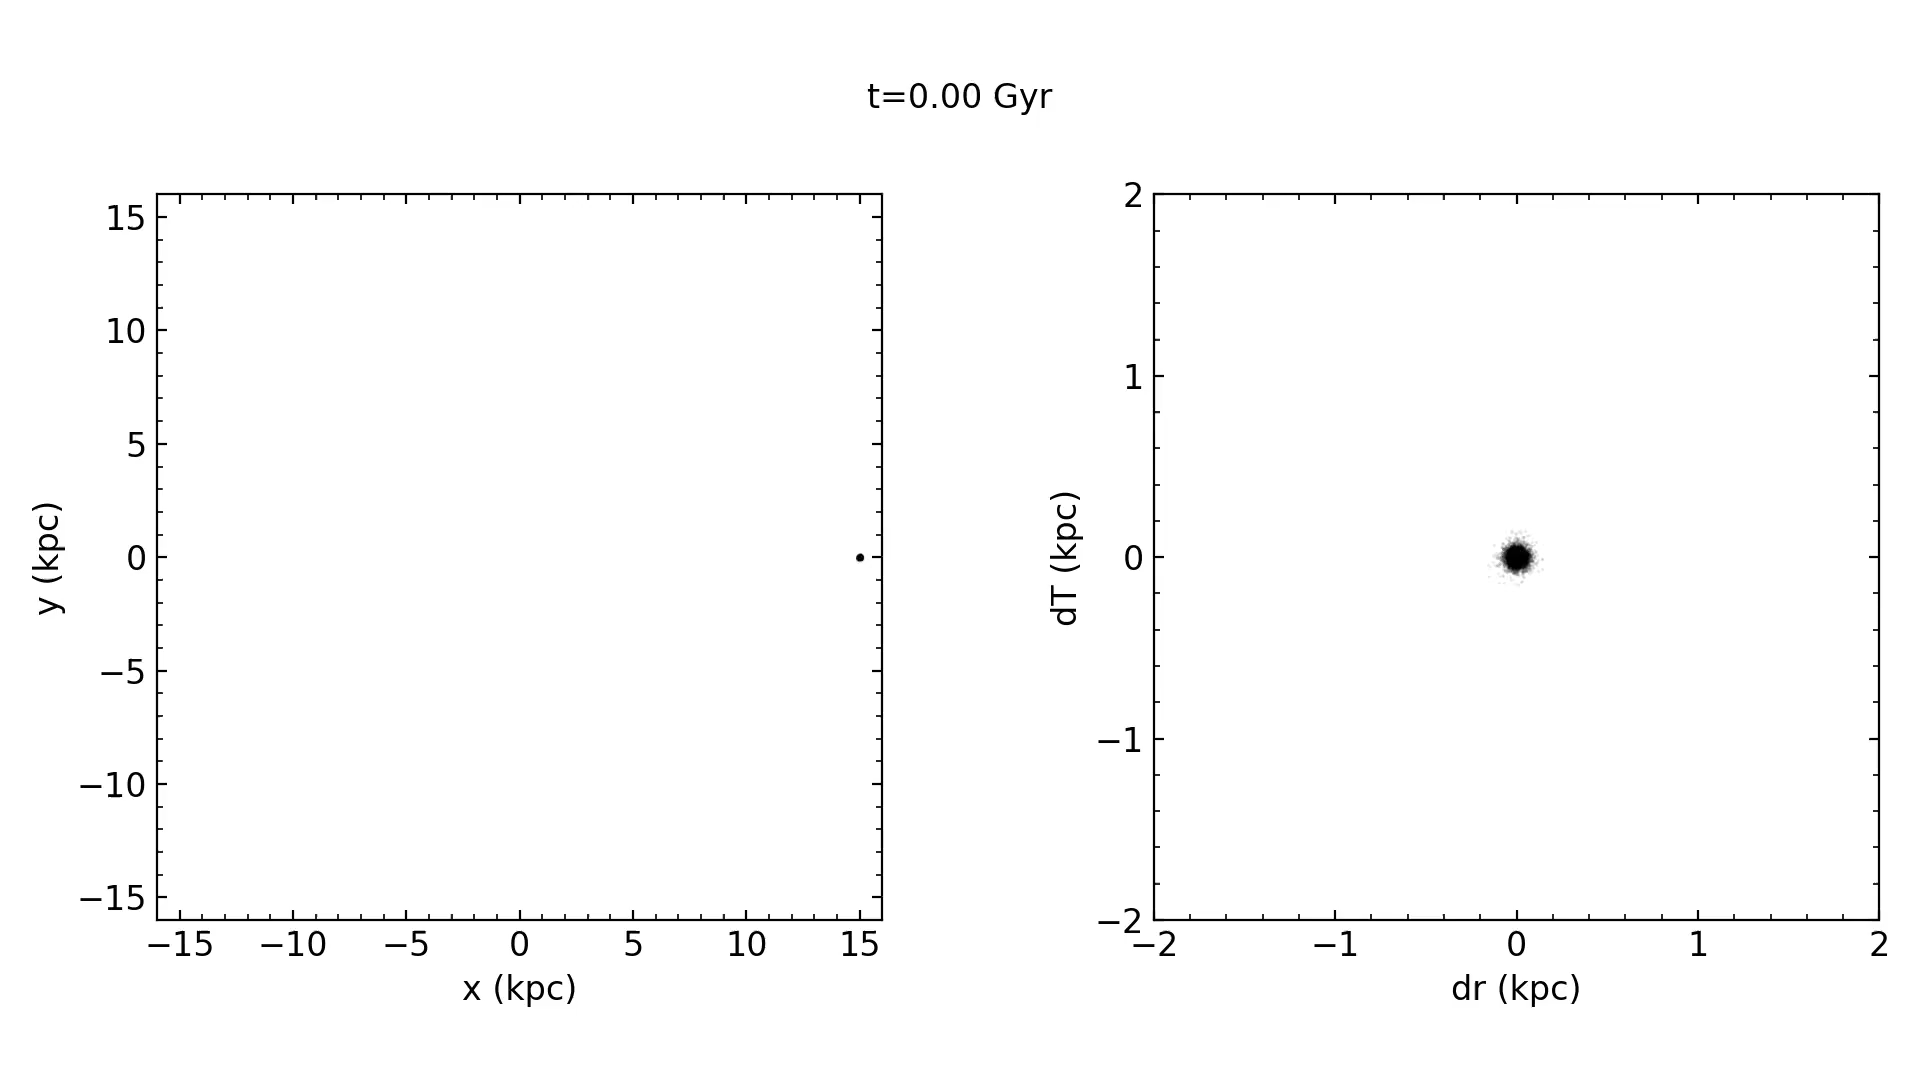 t=0.00 Gyr
15
10
5
0
−5
−10
−15
y (kpc)
−15 −10 −5 0 5 10 15
x (kpc)
2
1
0
−1
−2
dT (kpc)
−2 −1 0 1 2
dr (kpc)